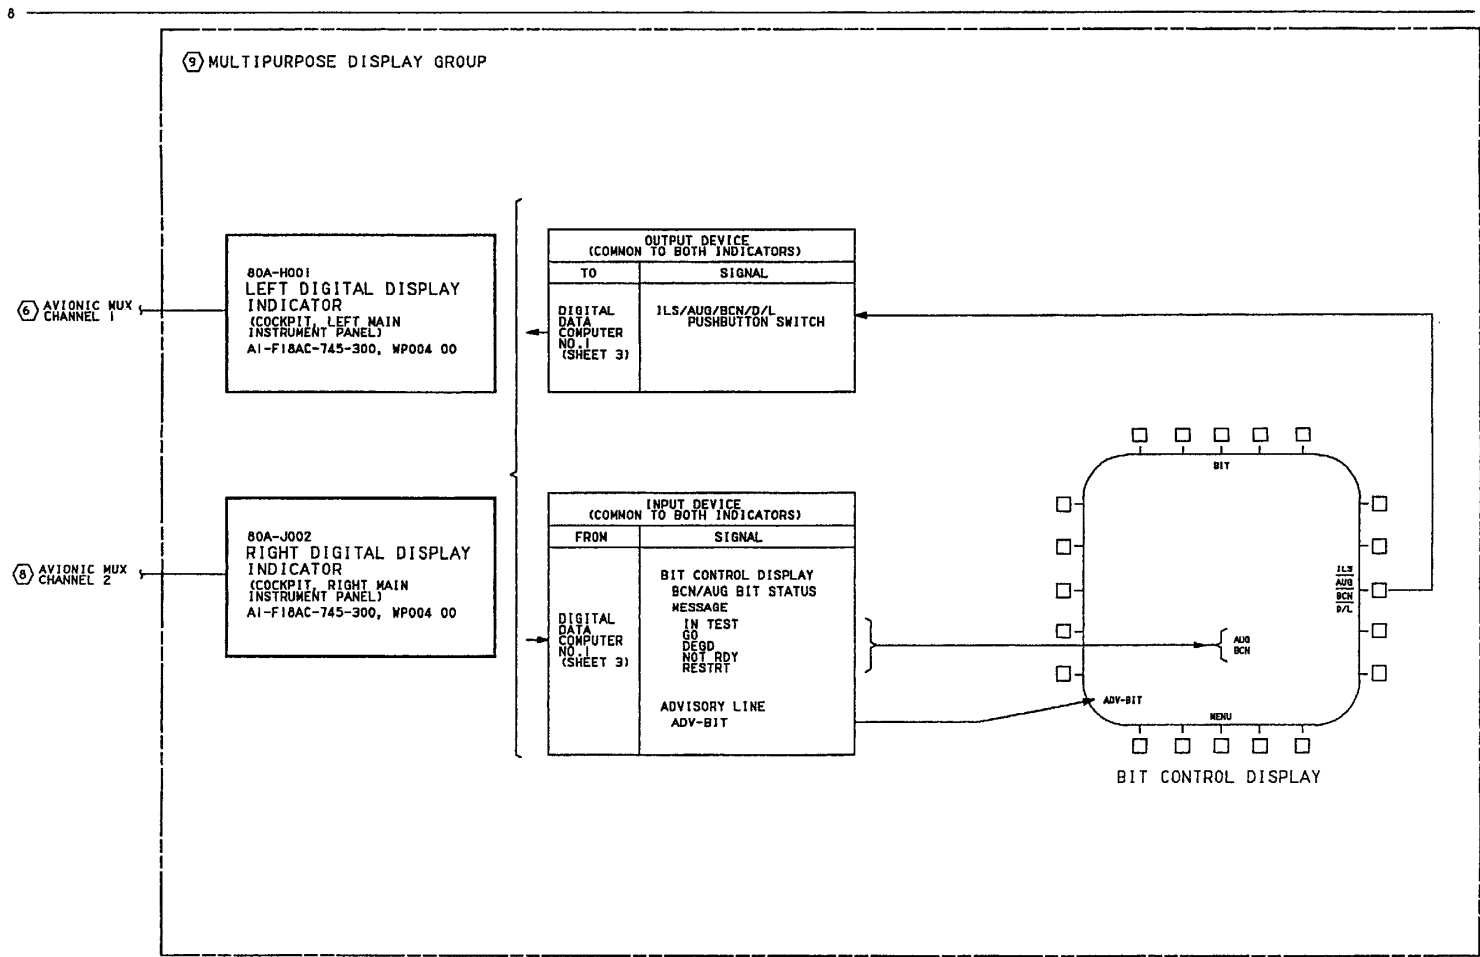 8
9 MULTIPURPOSE DISPLAY GROUP
6 AVIONIC MUX
CHANNEL 1
80A-H001
LEFT DIGITAL DISPLAY
INDICATOR
(COCKPIT, LEFT MAIN
INSTRUMENT PANEL)
A1-F18AC-745-300, WP004 00
OUTPUT DEVICE
(COMMON TO BOTH INDICATORS)
TO SIGNAL
DIGITAL
DATA
COMPUTER
NO.1
(SHEET 3)
ILS/AUG/BCN/D/L
PUSHBUTTON SWITCH
8 AVIONIC MUX
CHANNEL 2
80A-J002
RIGHT DIGITAL DISPLAY
INDICATOR
(COCKPIT, RIGHT MAIN
INSTRUMENT PANEL)
A1-F18AC-745-300, WP004 00
INPUT DEVICE
(COMMON TO BOTH INDICATORS)
FROM SIGNAL
DIGITAL
DATA
COMPUTER
NO.1
(SHEET 3)
BIT CONTROL DISPLAY
BCN/AUG BIT STATUS
MESSAGE
IN TEST
GO
DEGD
NOT RDY
RESTRT
ADVISORY LINE
ADV-BIT
BIT
ILS
AUG
BCN
D/L
AUG
BCN
ADV-BIT
MENU
BIT CONTROL DISPLAY